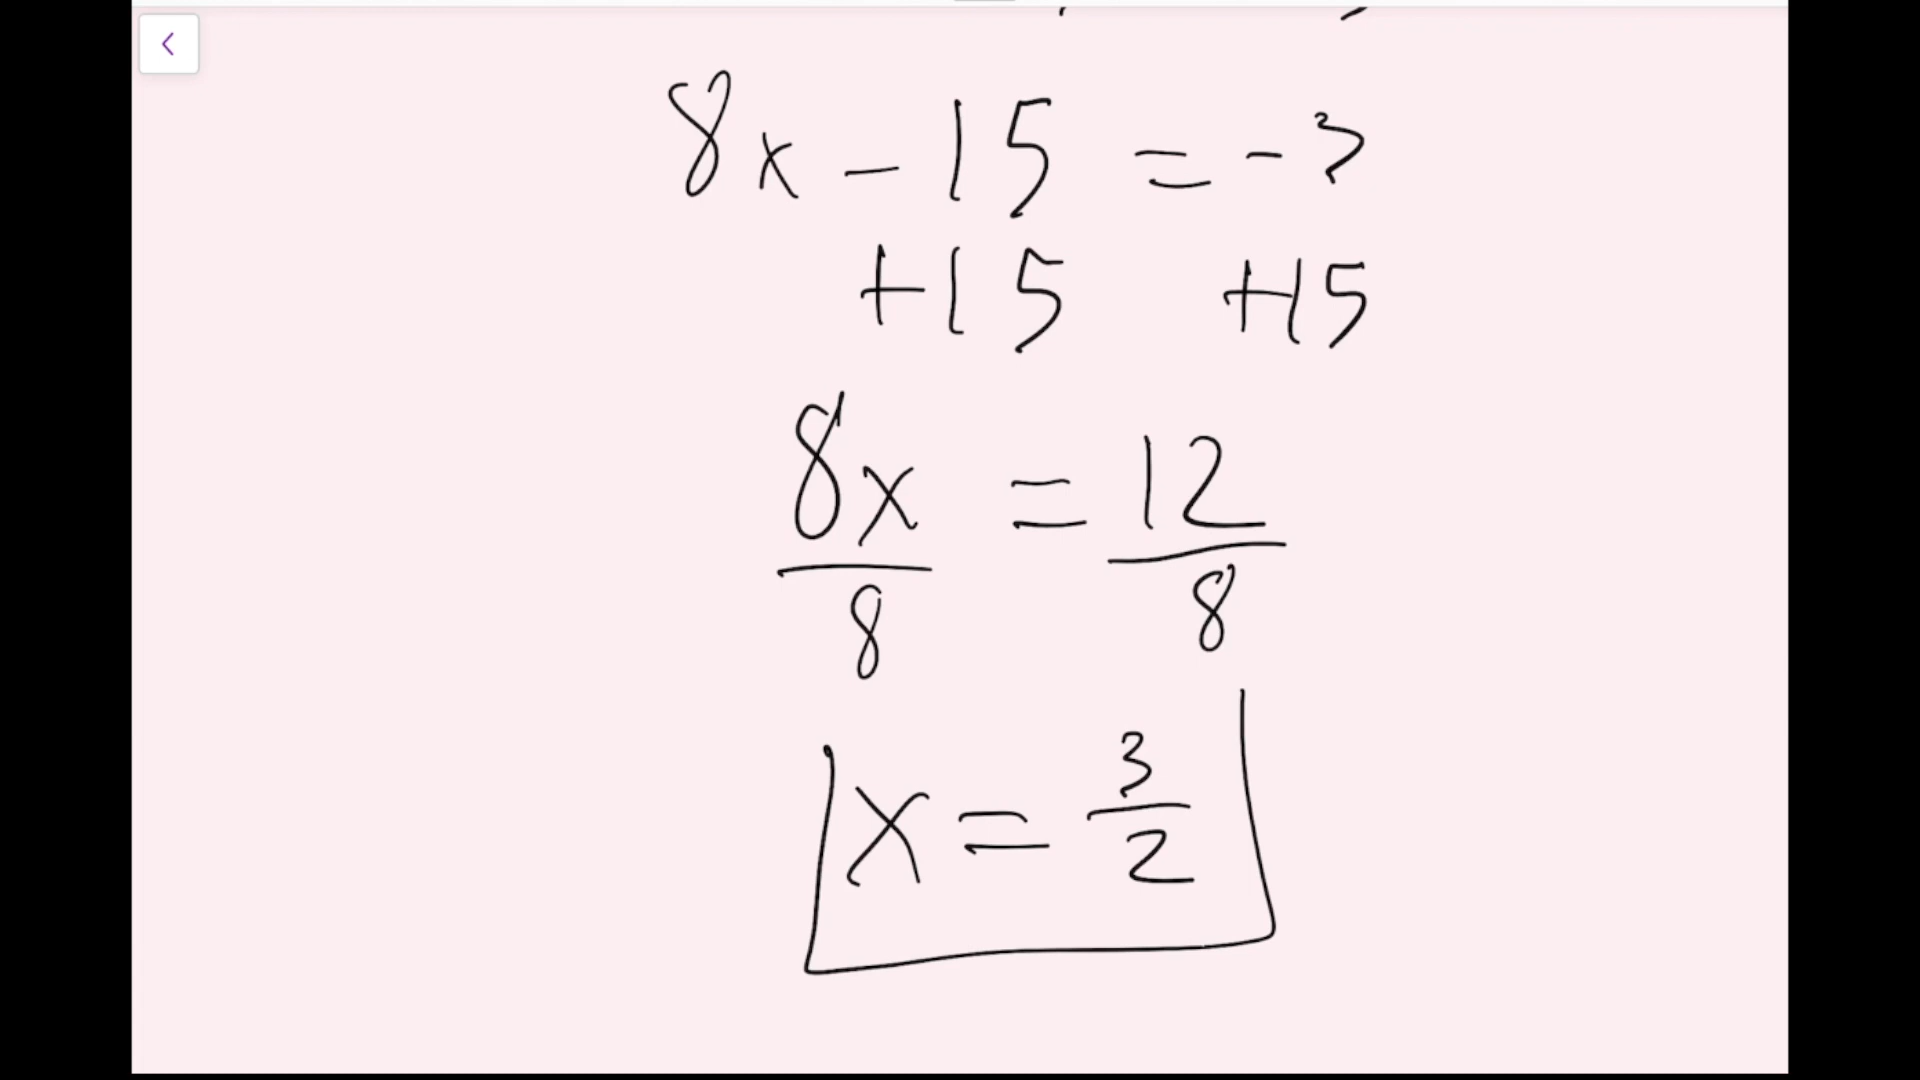 8x - 15 = -3
+15 +15
8x = 12
8 8
x = 3/2